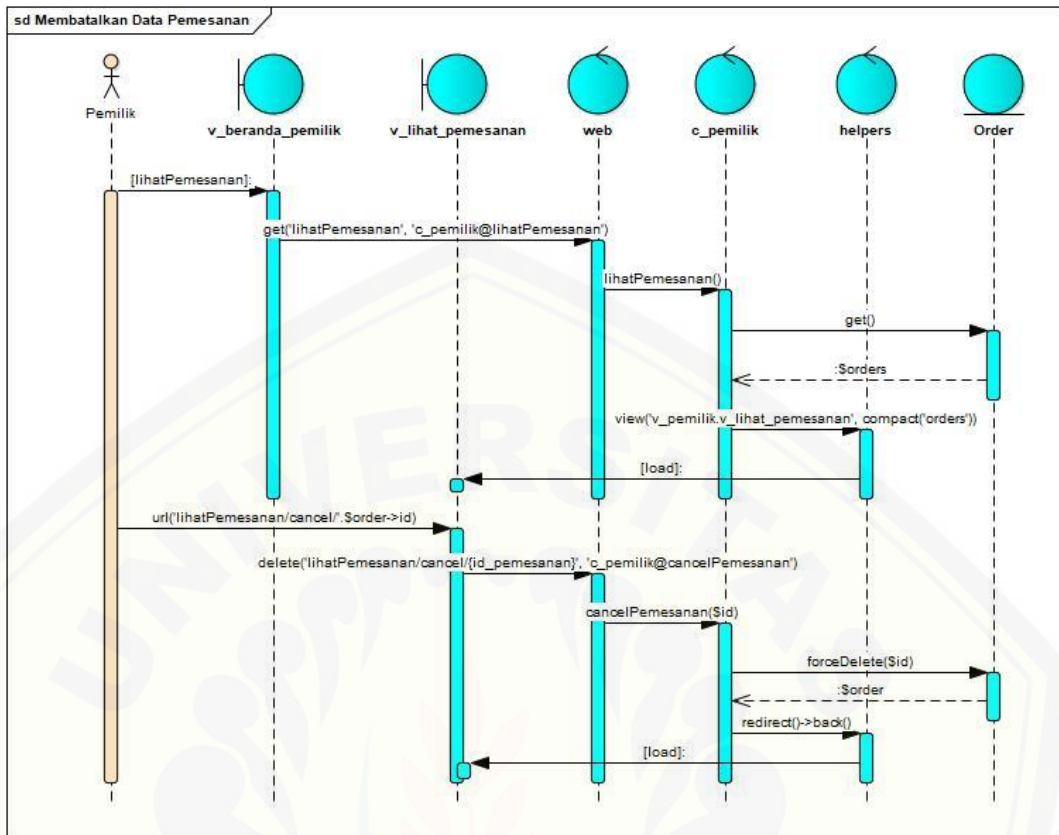 sd Membatalkan Data Pemesanan
Pemilik
v_beranda_pemilik
v_lihat_pemesanan
web
c_pemilik
helpers
Order
[lihatPemesanan]:
get('lihatPemesanan', 'c_pemilik@lihatPemesanan')
lihatPemesanan()
get()
:$orders
view('v_pemilik.v_lihat_pemesanan', compact('orders'))
[load]:
url('lihatPemesanan/cancel/'.$order->id)
delete('lihatPemesanan/cancel/{id_pemesanan}', 'c_pemilik@cancelPemesanan')
cancelPemesanan($id)
forceDelete($id)
:$order
redirect()->back()
[load]:
UNIVERSITAS